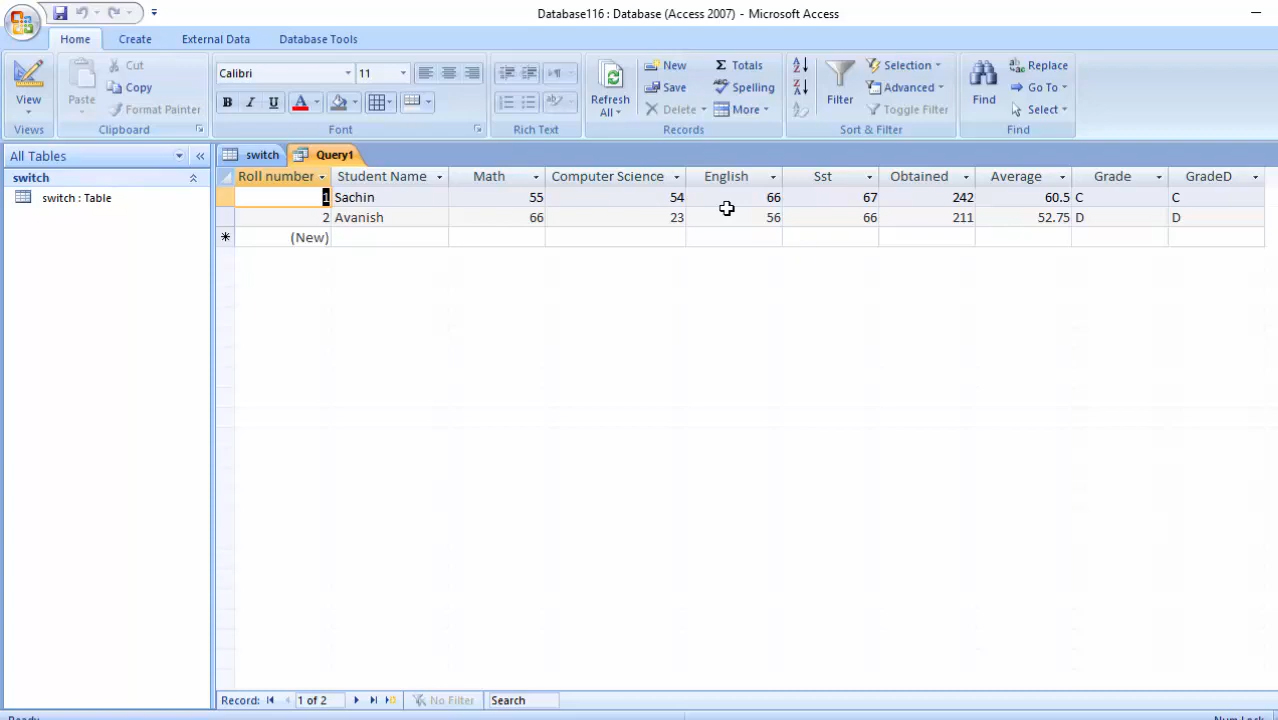 Database116 : Database (Access 2007) - Microsoft Access
Home Create External Data Database Tools
View
Views
Paste
Cut
Copy
Format Painter
Clipboard
Calibri 11
B I U A
Font
Rich Text
Refresh All
New
Save
Delete
Totals
Spelling
More
Records
Filter
Selection
Advanced
Toggle Filter
Sort & Filter
Find
Replace
Go To
Select
Find
All Tables
switch
switch : Table
switch Query1
Roll number Student Name Math Computer Science English Sst Obtained Average Grade GradeD
1 Sachin 55 54 66 67 242 60.5 C C
2 Avanish 66 23 56 66 211 52.75 D D
* (New)
Record: 1 of 2 No Filter Search
Ready Num Lock